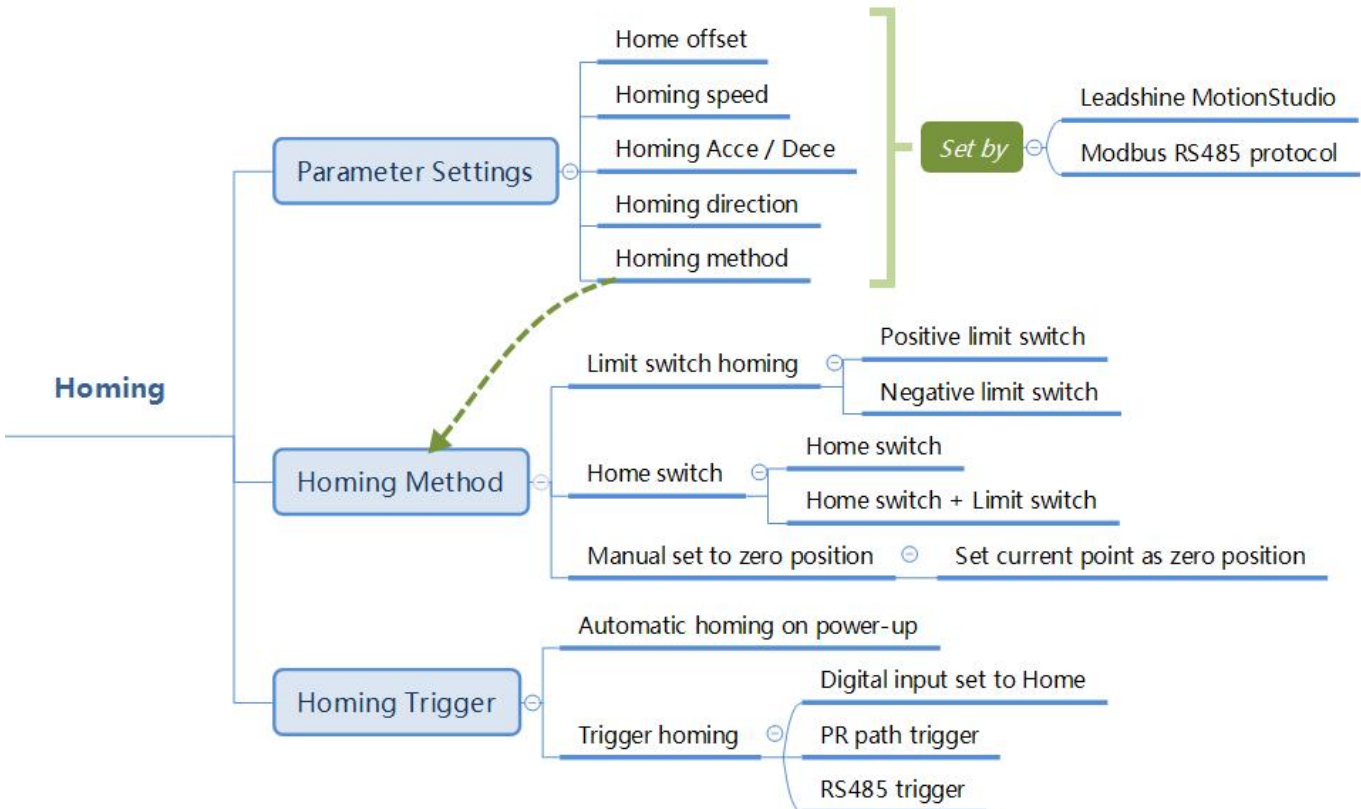 Homing
Parameter Settings
Home offset
Homing speed
Homing Acce / Dece
Homing direction
Homing method
Set by
Leadshine MotionStudio
Modbus RS485 protocol
Homing Method
Limit switch homing
Positive limit switch
Negative limit switch
Home switch
Home switch
Home switch + Limit switch
Manual set to zero position
Set current point as zero position
Homing Trigger
Automatic homing on power-up
Trigger homing
Digital input set to Home
PR path trigger
RS485 trigger